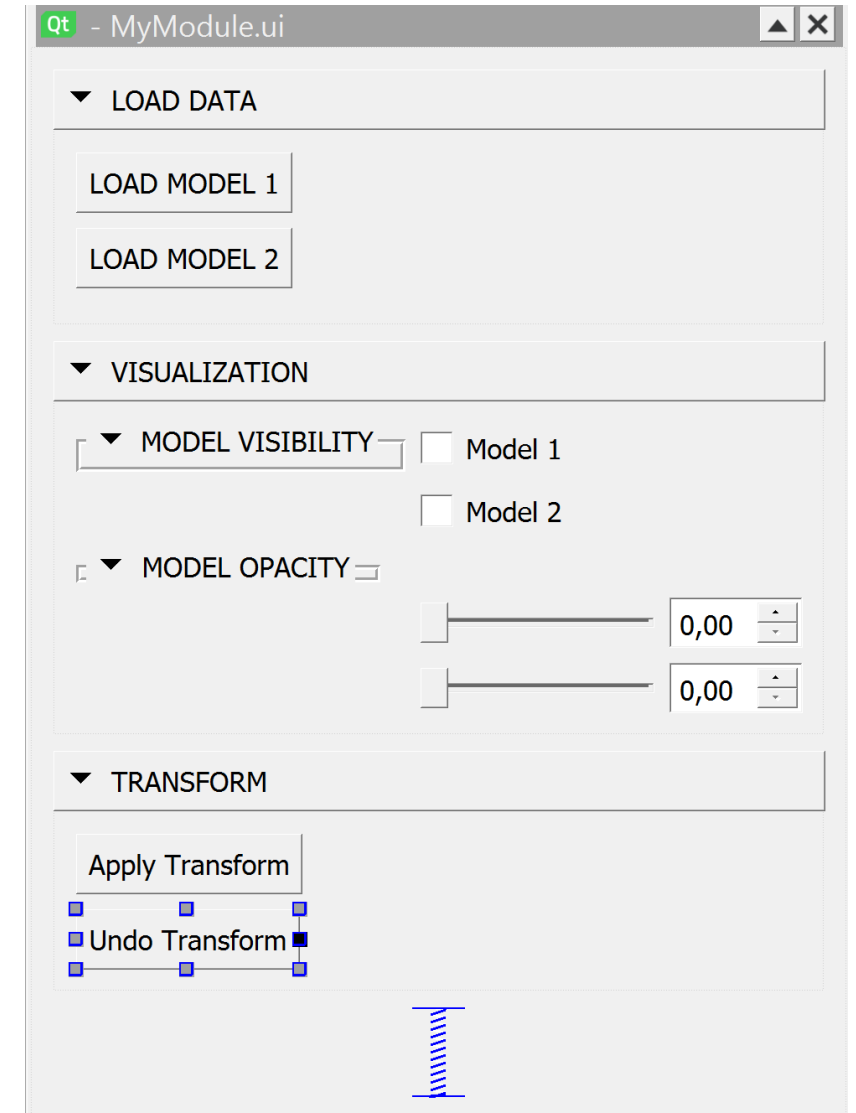 Qt - MyModule.ui
LOAD DATA
LOAD MODEL 1
LOAD MODEL 2
VISUALIZATION
MODEL VISIBILITY
Model 1
Model 2
MODEL OPACITY
0,00
0,00
TRANSFORM
Apply Transform
Undo Transform